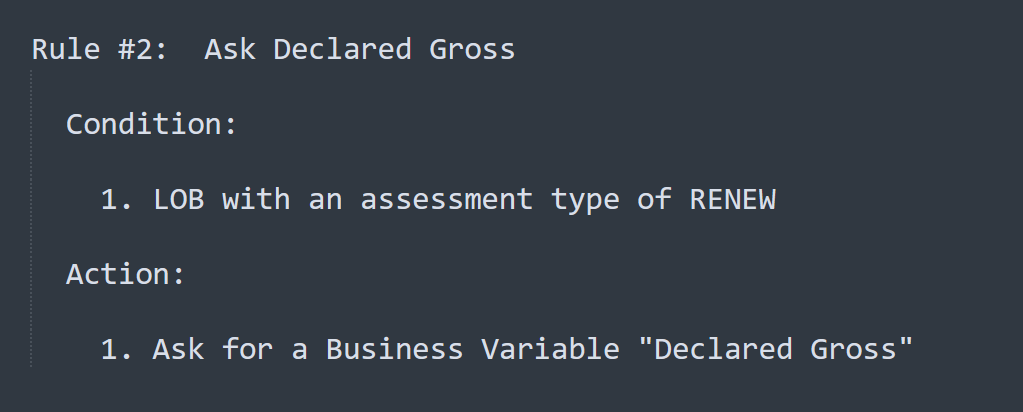 Rule #2:  Ask Declared Gross
Condition:
1. LOB with an assessment type of RENEW
Action:
1. Ask for a Business Variable "Declared Gross"